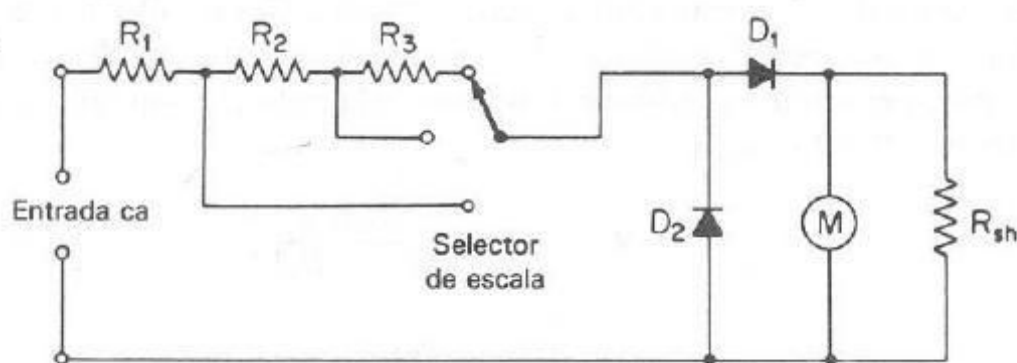 R1
R2
R3
D1
Entrada ca
Selector
de escala
D2
M
Rsh